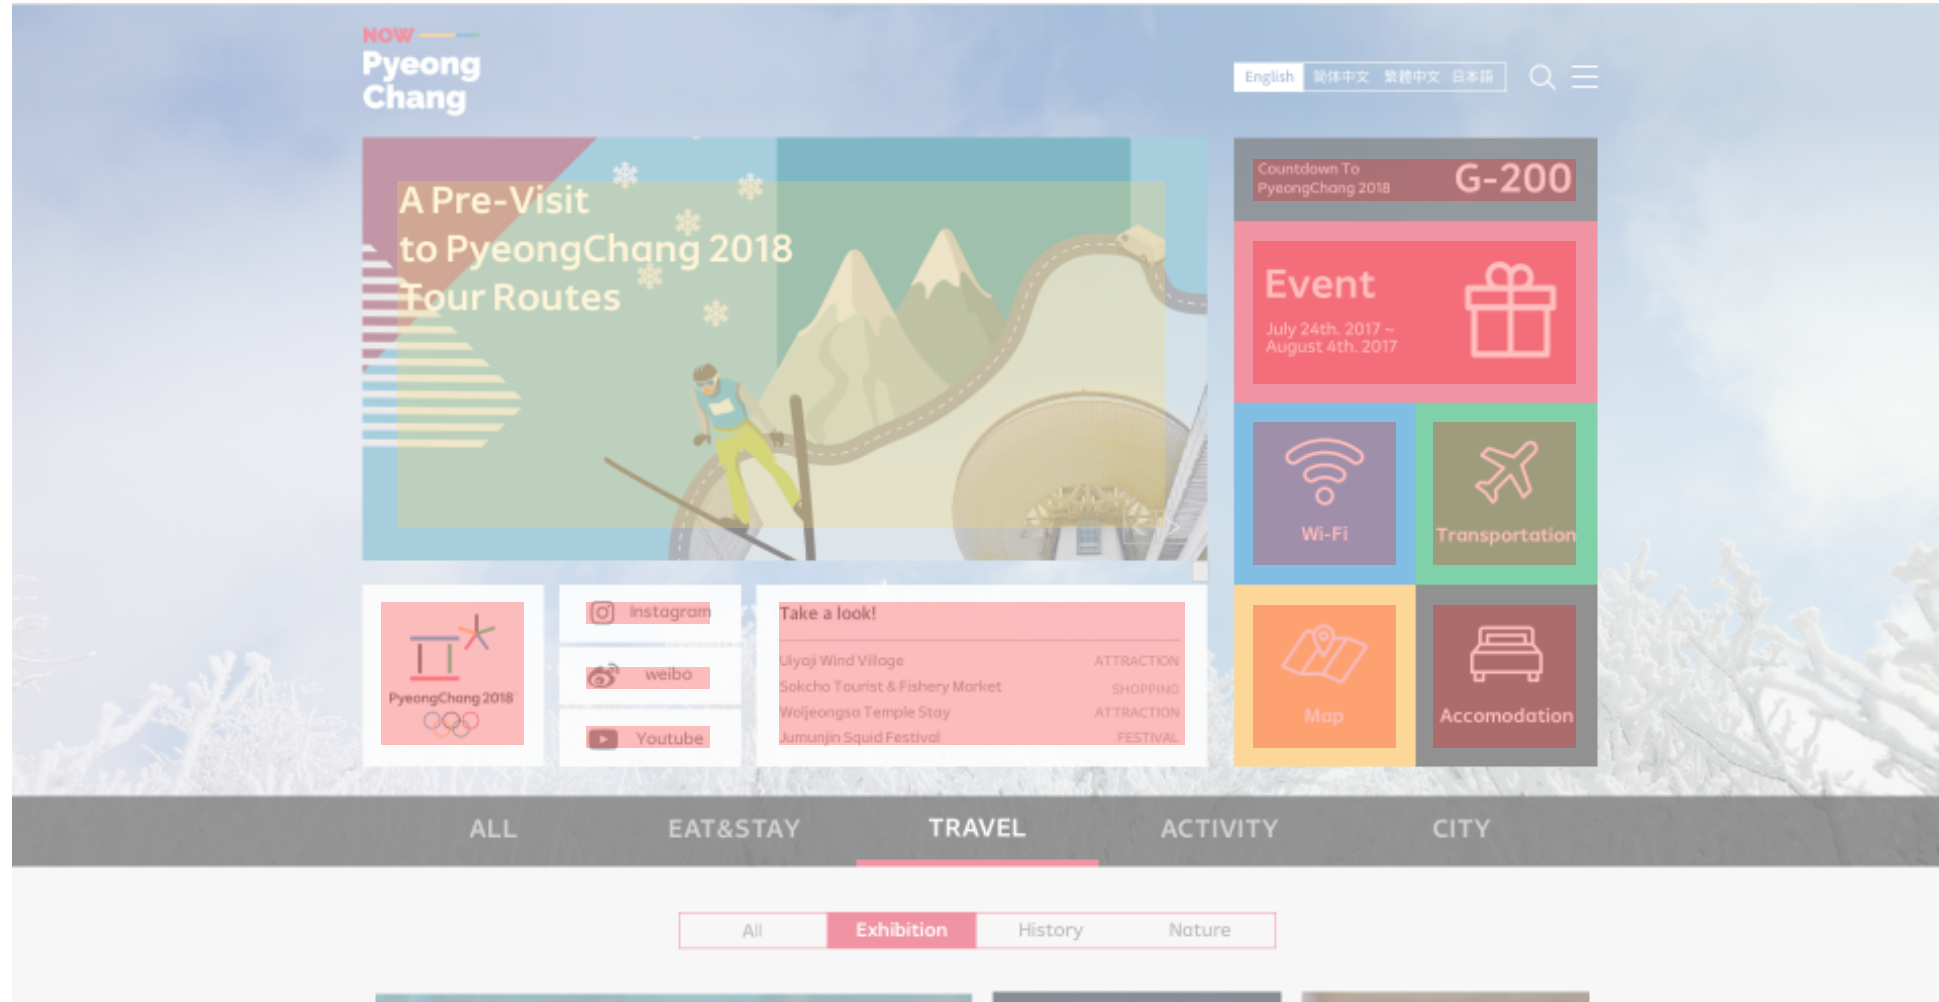 NOW
Pyeong
Chang
English 简体中文 繁體中文 日本語
A Pre-Visit
to PyeongChang 2018
Tour Routes
Countdown To
PyeongChang 2018
G-200
Event
July 24th. 2017 ~
August 4th. 2017
Wi-Fi
Transportation
Map
Accomodation
PyeongChang 2018
Instagram
weibo
Youtube
Take a look!
Uiyaji Wind Village ATTRACTION
Sokcho Tourist & Fishery Market SHOPPING
Woljeongsa Temple Stay ATTRACTION
Jumunjin Squid Festival FESTIVAL
ALL EAT&STAY TRAVEL ACTIVITY CITY
All Exhibition History Nature